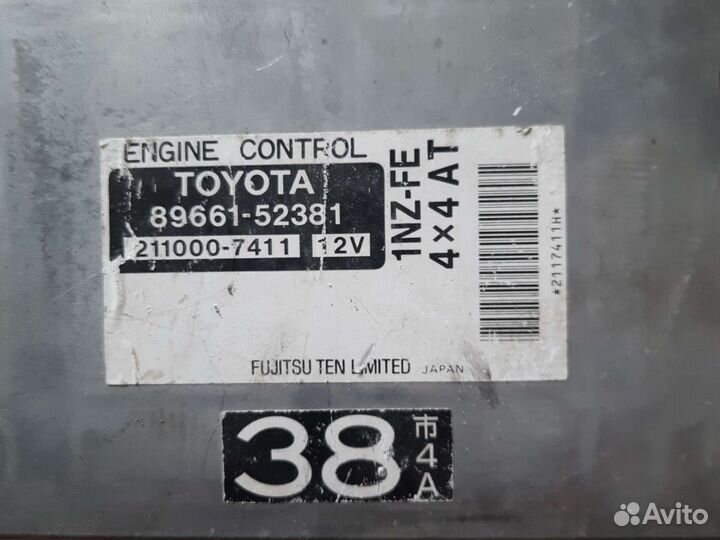 ENGINE CONTROL
TOYOTA
89661-52381
211000-7411 12V
1NZ-FE
4×4 AT
*2117411H*
FUJITSU TEN LIMITED JAPAN
38 市4A
Avito